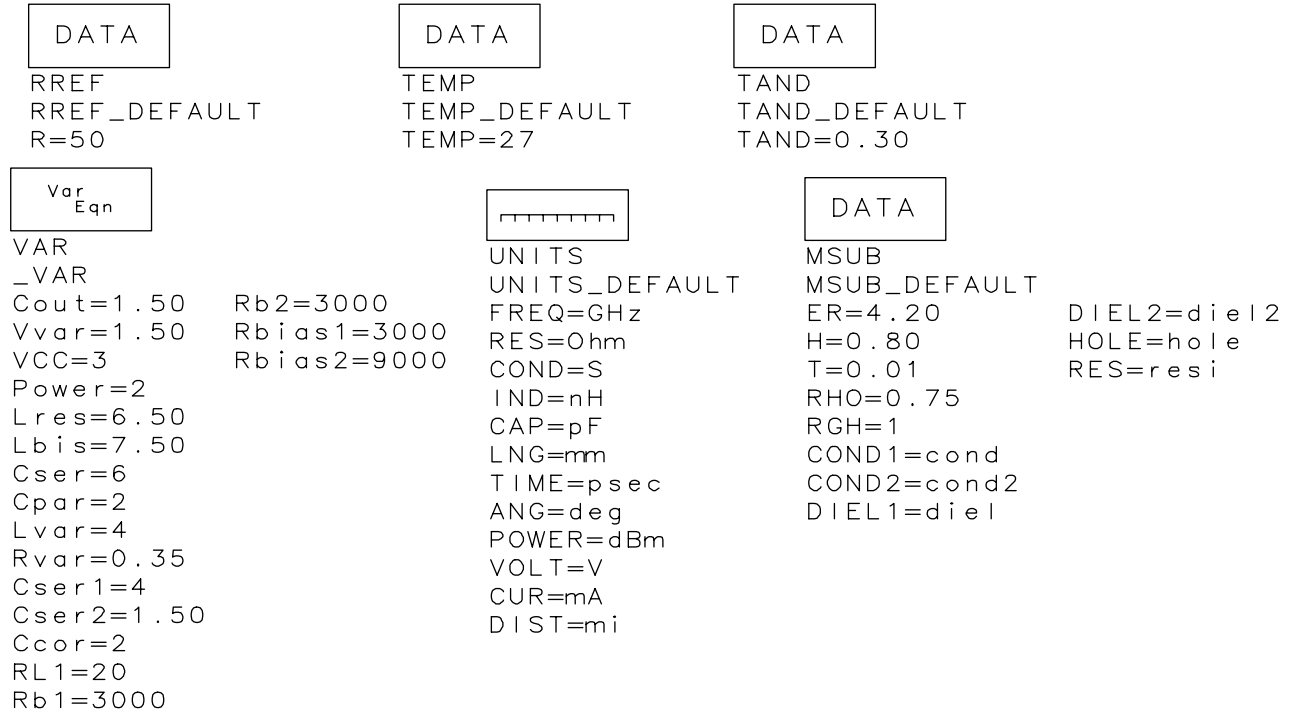 DATA
RREF
RREF_DEFAULT
R=50
DATA
TEMP
TEMP_DEFAULT
TEMP=27
DATA
TAND
TAND_DEFAULT
TAND=0.30
Var
Eqn
VAR
_VAR
Cout=1.50
Vvar=1.50
VCC=3
Power=2
Lres=6.50
Lbis=7.50
Cser=6
Cpar=2
Lvar=4
Rvar=0.35
Cser1=4
Cser2=1.50
Ccor=2
RL1=20
Rb1=3000
Rb2=3000
Rbias1=3000
Rbias2=9000
UNITS
UNITS_DEFAULT
FREQ=GHz
RES=Ohm
COND=S
IND=nH
CAP=pF
LNG=mm
TIME=psec
ANG=deg
POWER=dBm
VOLT=V
CUR=mA
DIST=mi
DATA
MSUB
MSUB_DEFAULT
ER=4.20
H=0.80
T=0.01
RHO=0.75
RGH=1
COND1=cond
COND2=cond2
DIEL1=diel
DIEL2=diel2
HOLE=hole
RES=resi